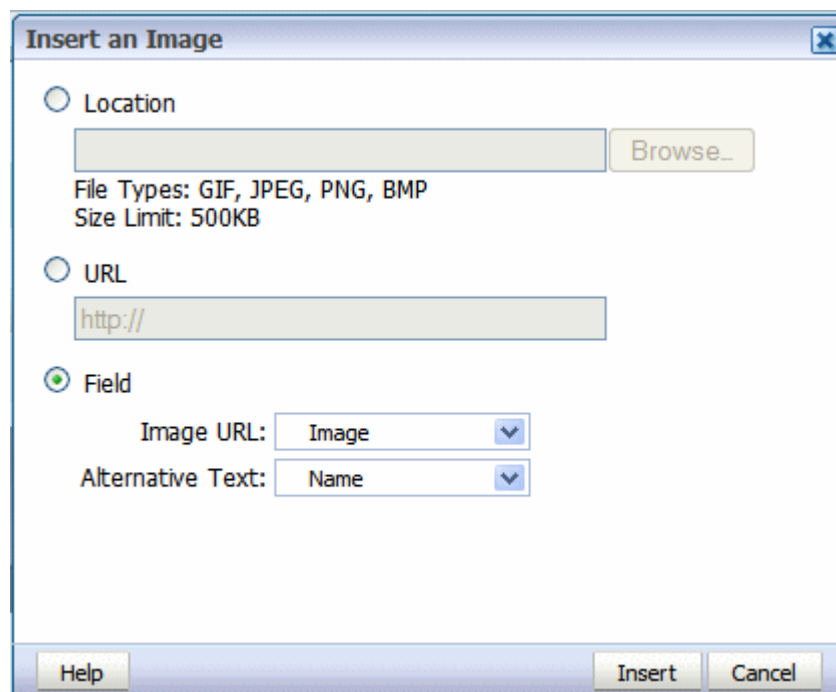 Insert an Image
Location
Browse...
File Types: GIF, JPEG, PNG, BMP
Size Limit: 500KB
URL
http://
Field
Image URL: Image
Alternative Text: Name
Help Insert Cancel